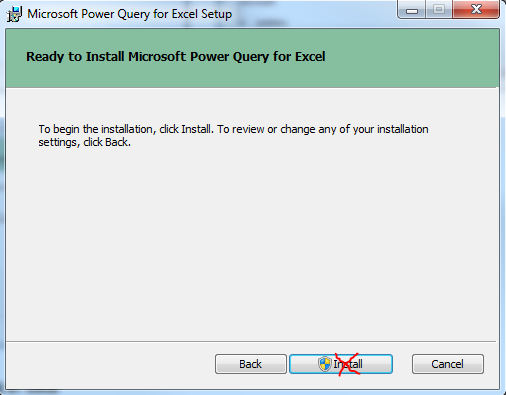 Microsoft Power Query for Excel Setup
Ready to Install Microsoft Power Query for Excel
To begin the installation, click Install. To review or change any of your installation
settings, click Back.
Back
Install
Cancel